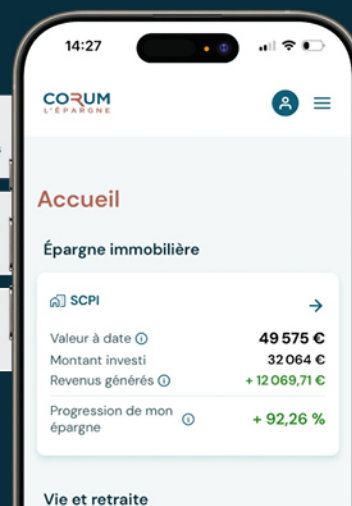 14:27
CORUM
L'ÉPARGNE
Accueil
Épargne immobilière
SCPI
Valeur à date 49 575 €
Montant investi 32 064 €
Revenus générés + 12 069,71 €
Progression de mon
épargne + 92,26 %
Vie et retraite